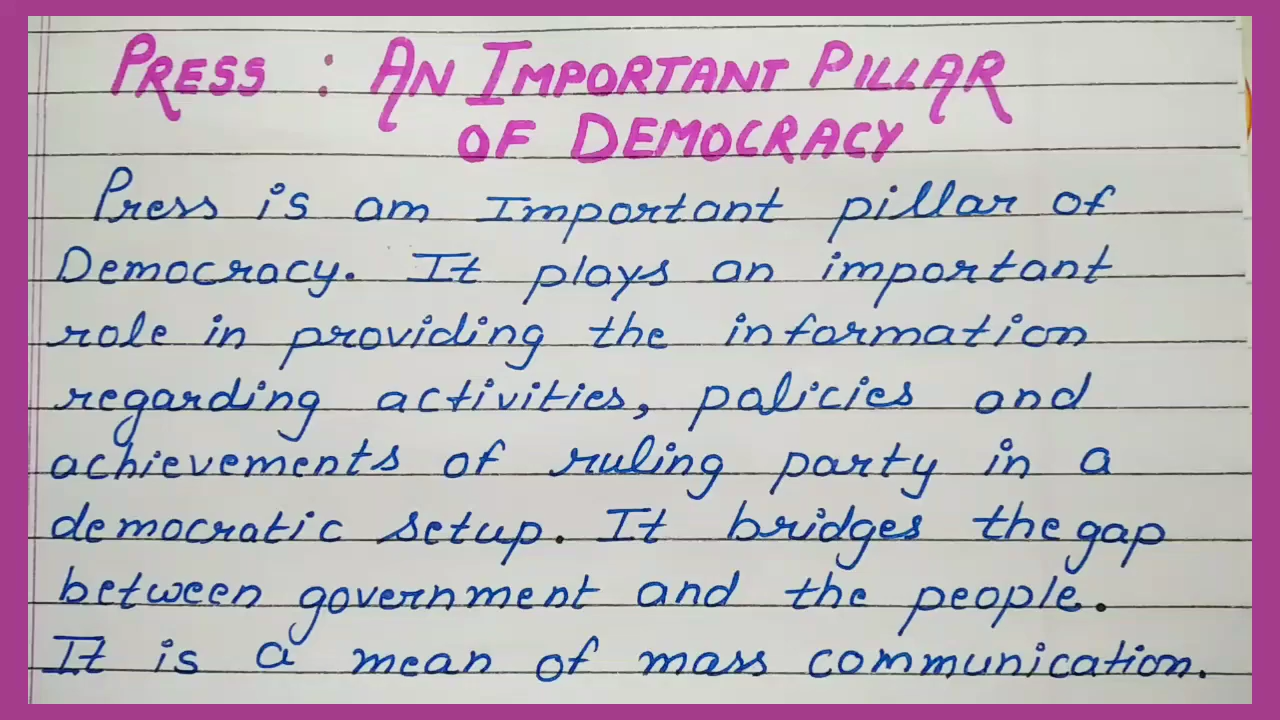 PRESS : AN IMPORTANT PILLAR
OF DEMOCRACY
Press is am Important pillar of
Democracy. It plays an important
role in providing the information
regarding activities, policies and
achievements of ruling party in a
democratic setup. It bridges the gap
between government and the people.
It is a mean of mass communication.